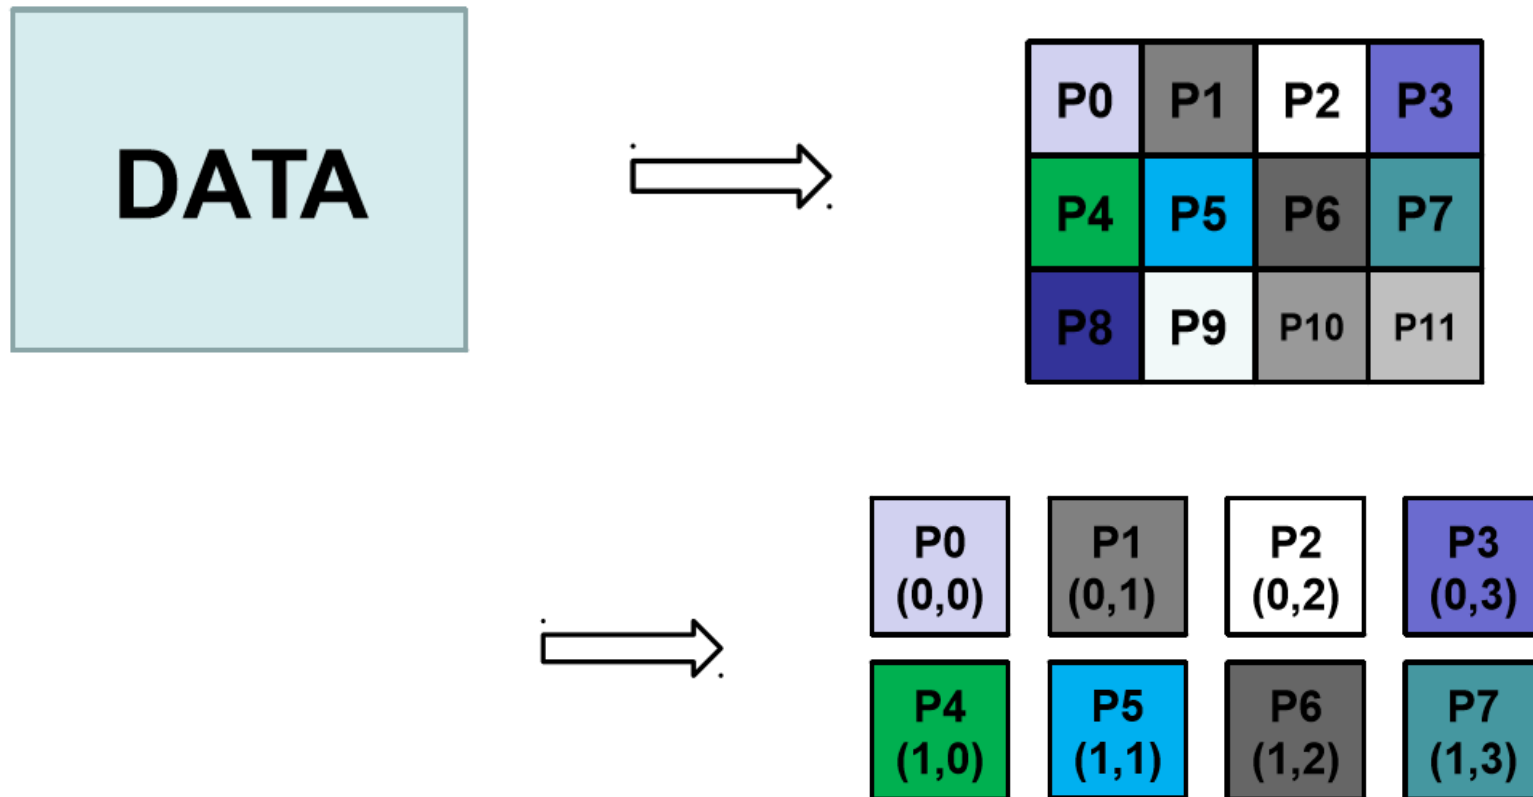 DATA
P0 P1 P2 P3
P4 P5 P6 P7
P8 P9 P10 P11
P0 P1 P2 P3
(0,0) (0,1) (0,2) (0,3)
P4 P5 P6 P7
(1,0) (1,1) (1,2) (1,3)